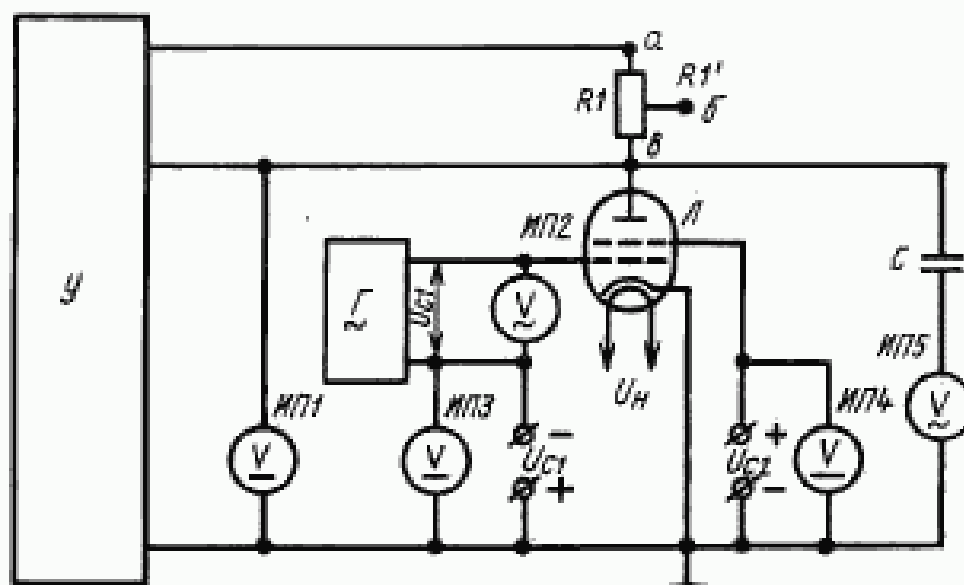 а
R1'
R1
б
в
ИП2
Л
У
Г
~
Uc1
V
~
С
ИП5
Uн
ИП1
ИП3
ИП4
V
~
V
V
Uc1
-
+
Uc2
+
-
V